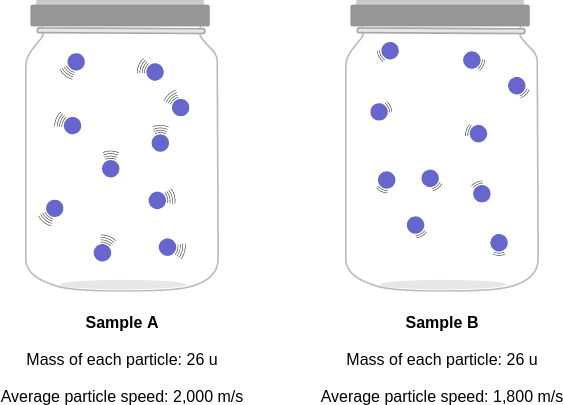 Sample A
Mass of each particle: 26 u
Average particle speed: 2,000 m/s
Sample B
Mass of each particle: 26 u
Average particle speed: 1,800 m/s